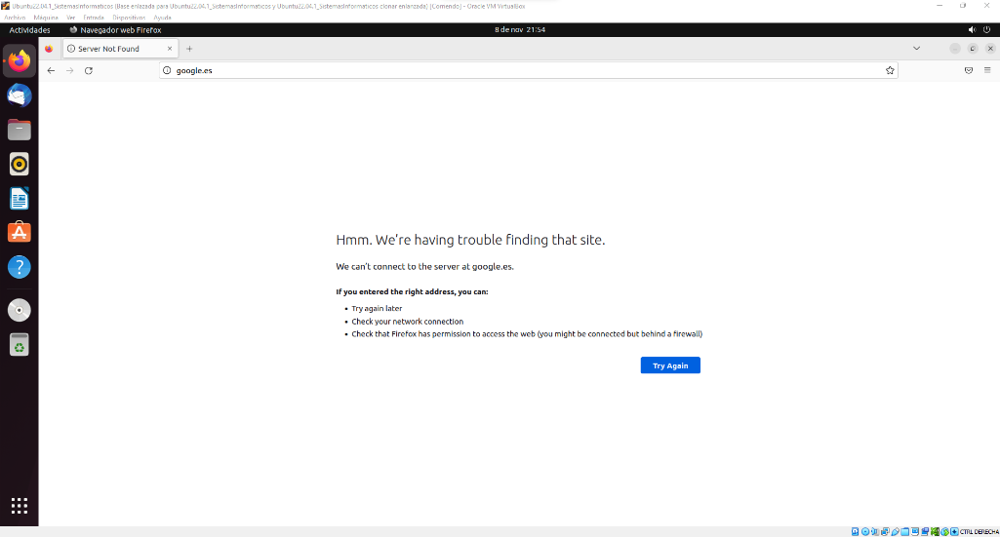 Ubuntu22.04.1_SistemasInformaticos (Base enlazada para Ubuntu22.04.1_SistemasInformaticos y Ubuntu22.04.1_SistemasInformaticos clonar enlazada) [Corriendo] - Oracle VM VirtualBox
Archivo Máquina Ver Entrada Dispositivos Ayuda
Actividades Navegador web Firefox 8 de nov 21:54
Server Not Found
google.es
Hmm. We're having trouble finding that site.
We can't connect to the server at google.es.
If you entered the right address, you can:
• Try again later
• Check your network connection
• Check that Firefox has permission to access the web (you might be connected but behind a firewall)
Try Again
CTRL DERECHA